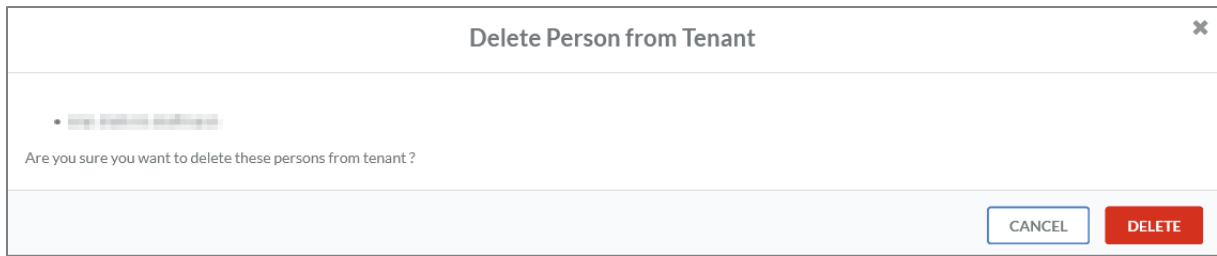 Delete Person from Tenant
Are you sure you want to delete these persons from tenant ?
CANCEL
DELETE